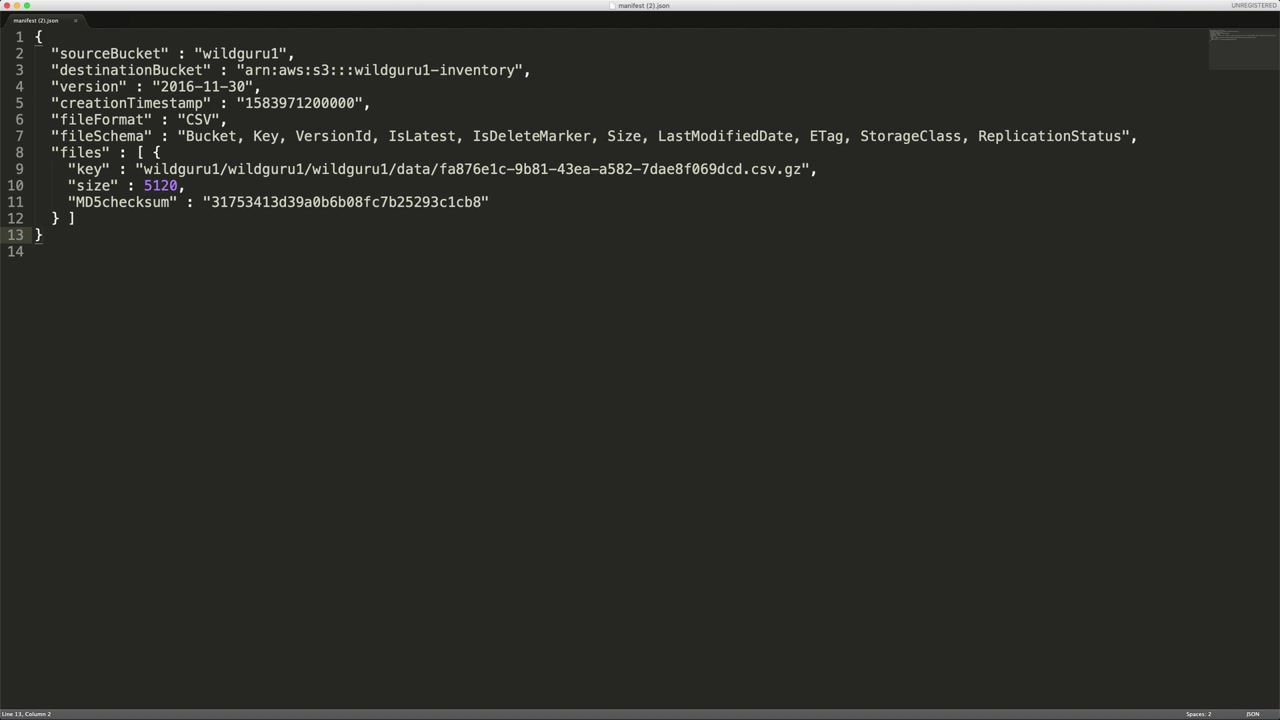 manifest (2).json
UNREGISTERED
manifest (2).json ×
1 {
2 "sourceBucket" : "wildguru1",
3 "destinationBucket" : "arn:aws:s3:::wildguru1-inventory",
4 "version" : "2016-11-30",
5 "creationTimestamp" : "1583971200000",
6 "fileFormat" : "CSV",
7 "fileSchema" : "Bucket, Key, VersionId, IsLatest, IsDeleteMarker, Size, LastModifiedDate, ETag, StorageClass, ReplicationStatus",
8 "files" : [ {
9 "key" : "wildguru1/wildguru1/wildguru1/data/fa876e1c-9b81-43ea-a582-7dae8f069dcd.csv.gz",
10 "size" : 5120,
11 "MD5checksum" : "31753413d39a0b6b08fc7b25293c1cb8"
12 } ]
13 }
14
Line 13, Column 2
Spaces: 2
JSON